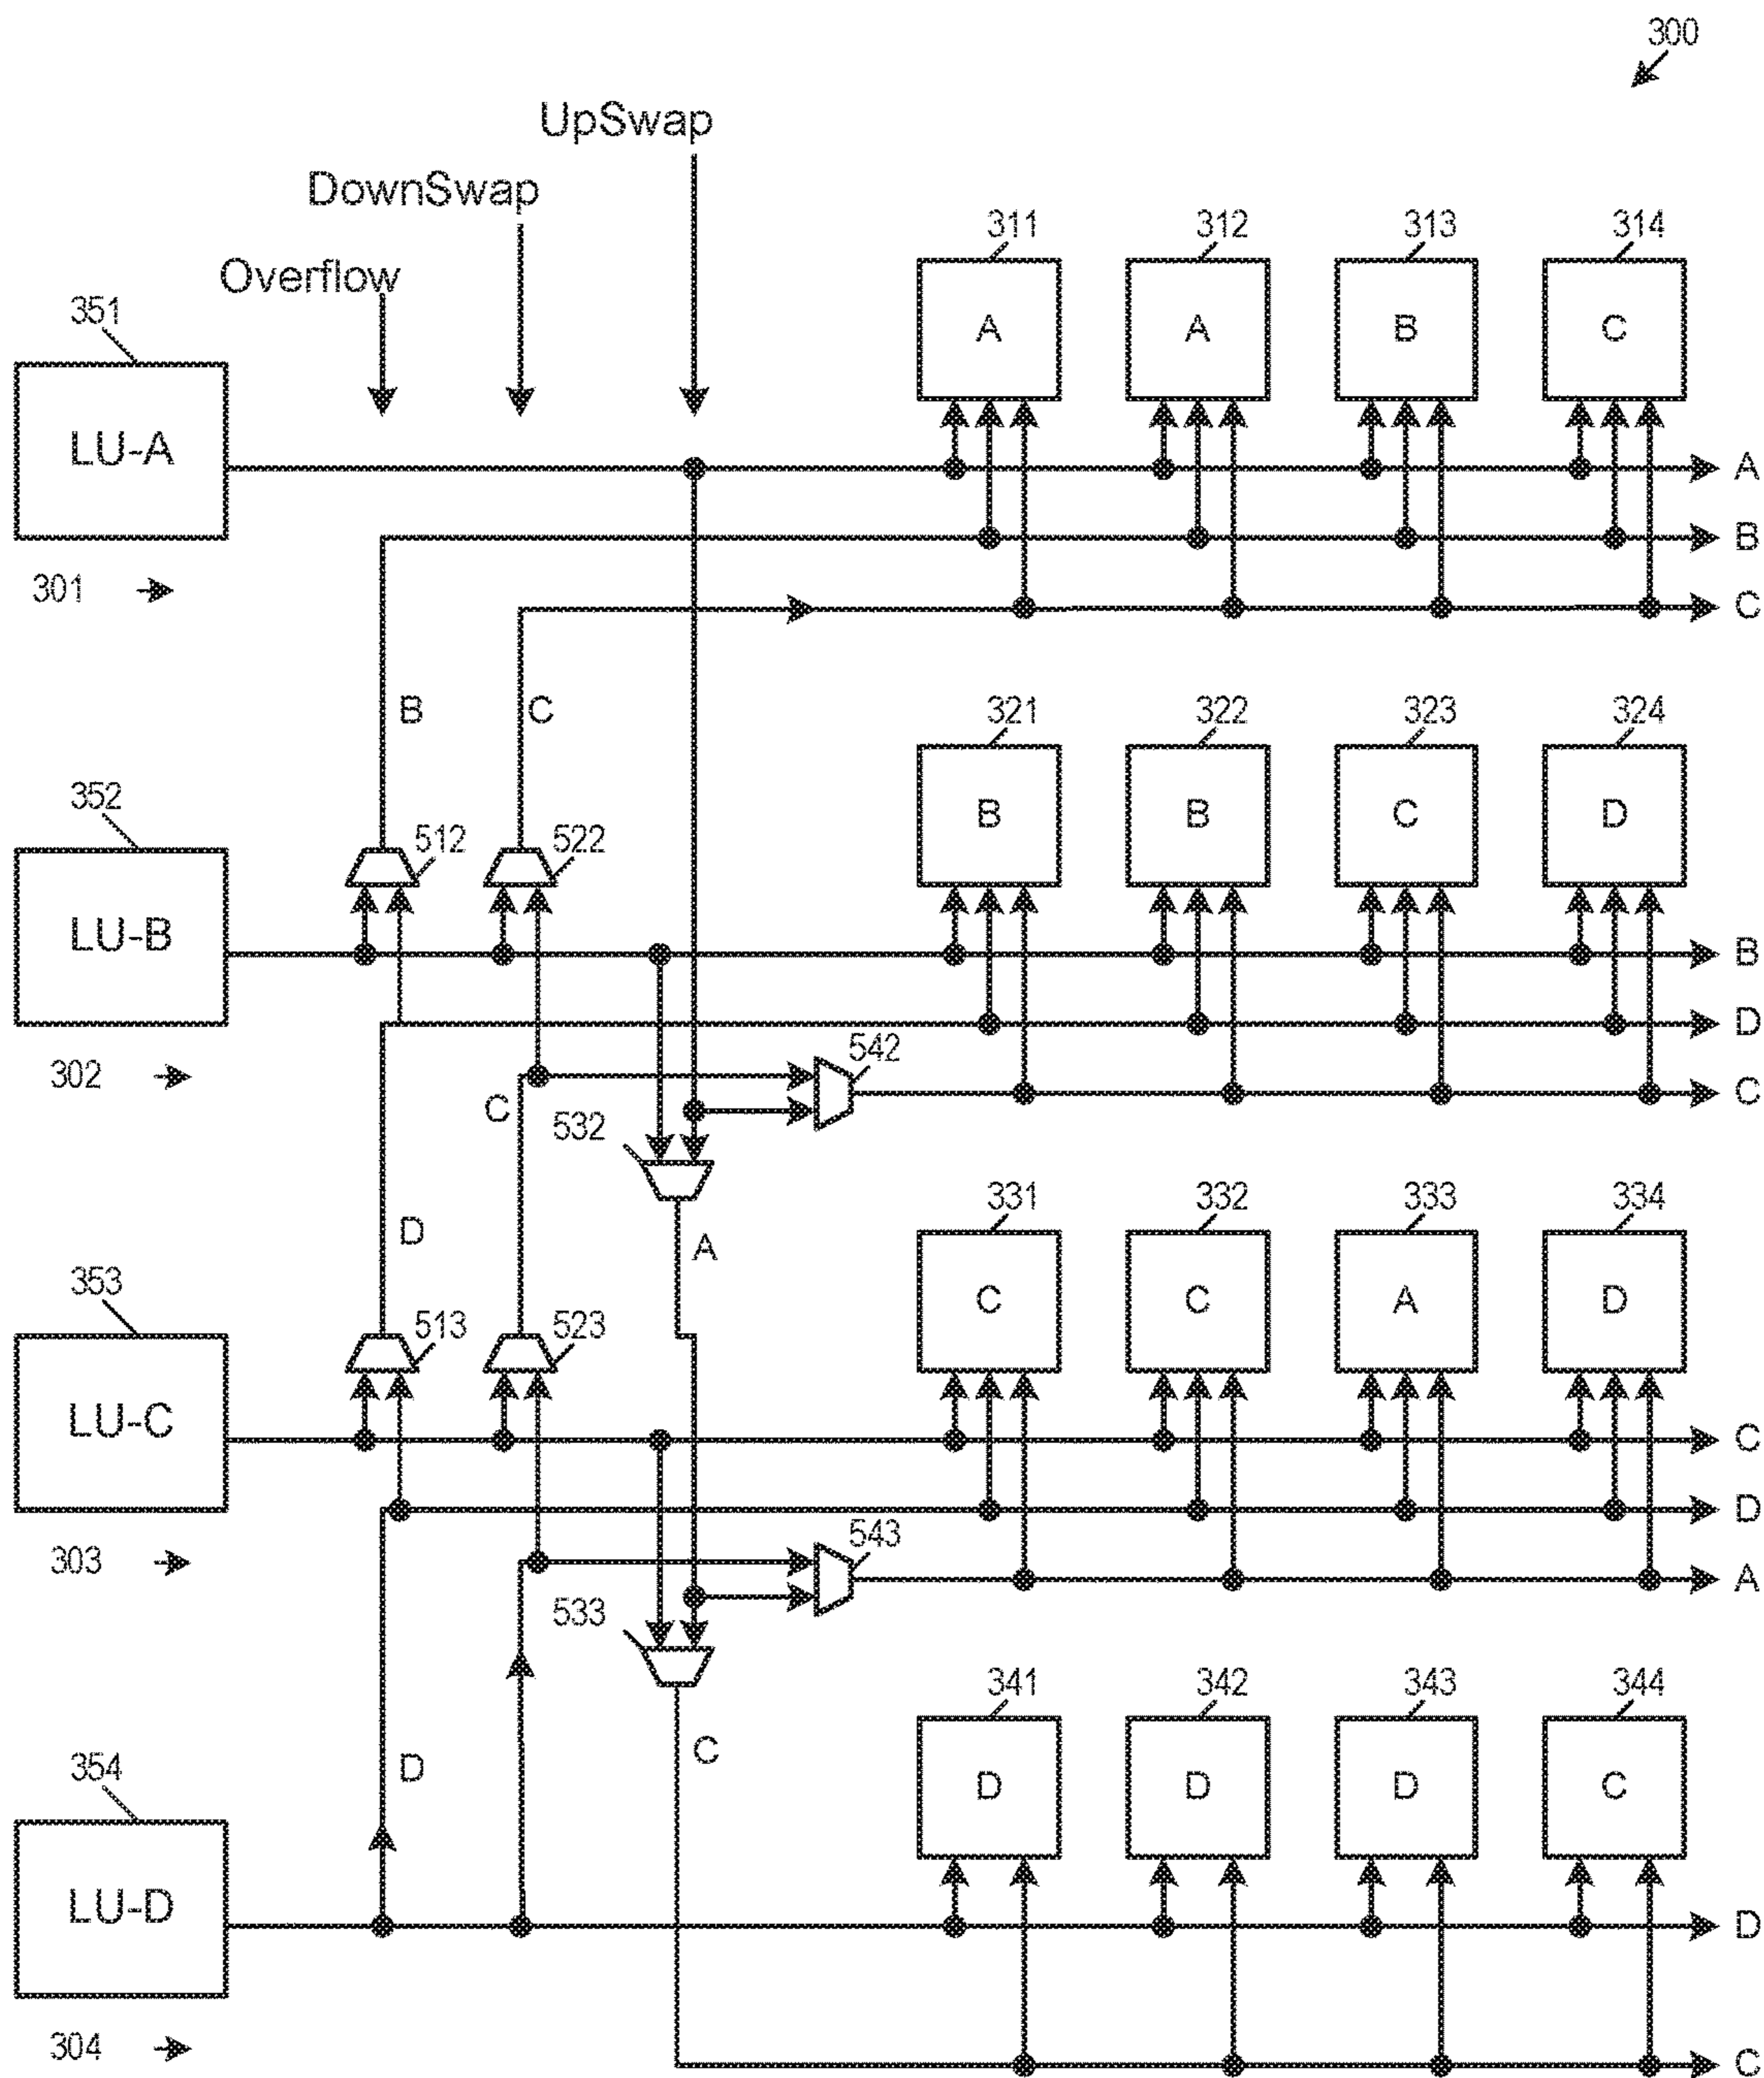 300
UpSwap
DownSwap
Overflow
311 312 313 314
351
A A B C
LU-A
A
B
301
C
B C
321 322 323 324
352
B B C D
512 522
LU-B
B
D
302
542
C
C
532
331 332 333 334
D
A
353
C C A D
513 523
LU-C
C
D
303
543
A
533
341 342 343 344
C
354
D
D D D C
LU-D
D
304
C